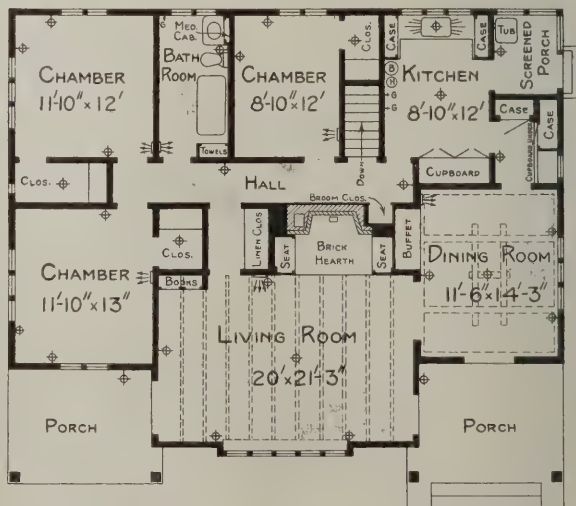 MED. CAB.
BATH ROOM
CHAMBER
11'-10" x 12'
CHAMBER
8'-10" x 12'
CLOS.
CASE
CASE
TUB
SCREENED PORCH
KITCHEN
8'-10" x 12'
B
H
G
G
CASE
CASE
CUPBOARD UNDER
TOWELS
DOWN
CLOS.
HALL
CUPBOARD
BROOM CLOS.
CLOS.
LINEN CLOS
SEAT
BRICK HEARTH
SEAT
BUFFET
DINING ROOM
11'-6" x 14'-3"
CHAMBER
11'-10" x 13"
BOOKS
LIVING ROOM
20' x 21'-3"
PORCH
PORCH